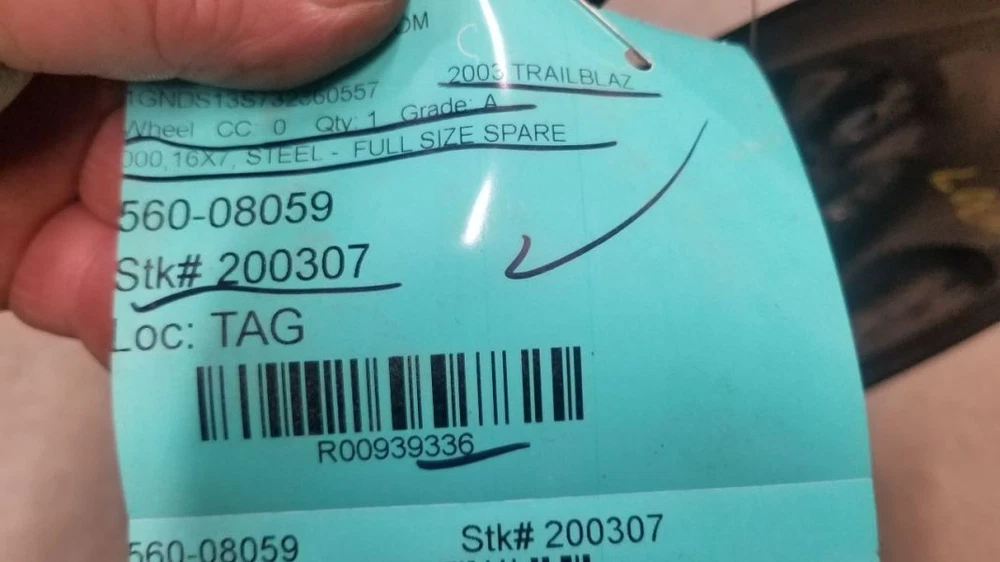 OM
2003 TRAILBLAZ
Wheel CC: 0 Qty: 1 Grade: A
000,16X7, STEEL - FULL SIZE SPARE
560-08059
Stk# 200307
Loc: TAG
R00939336
560-08059 Stk# 200307